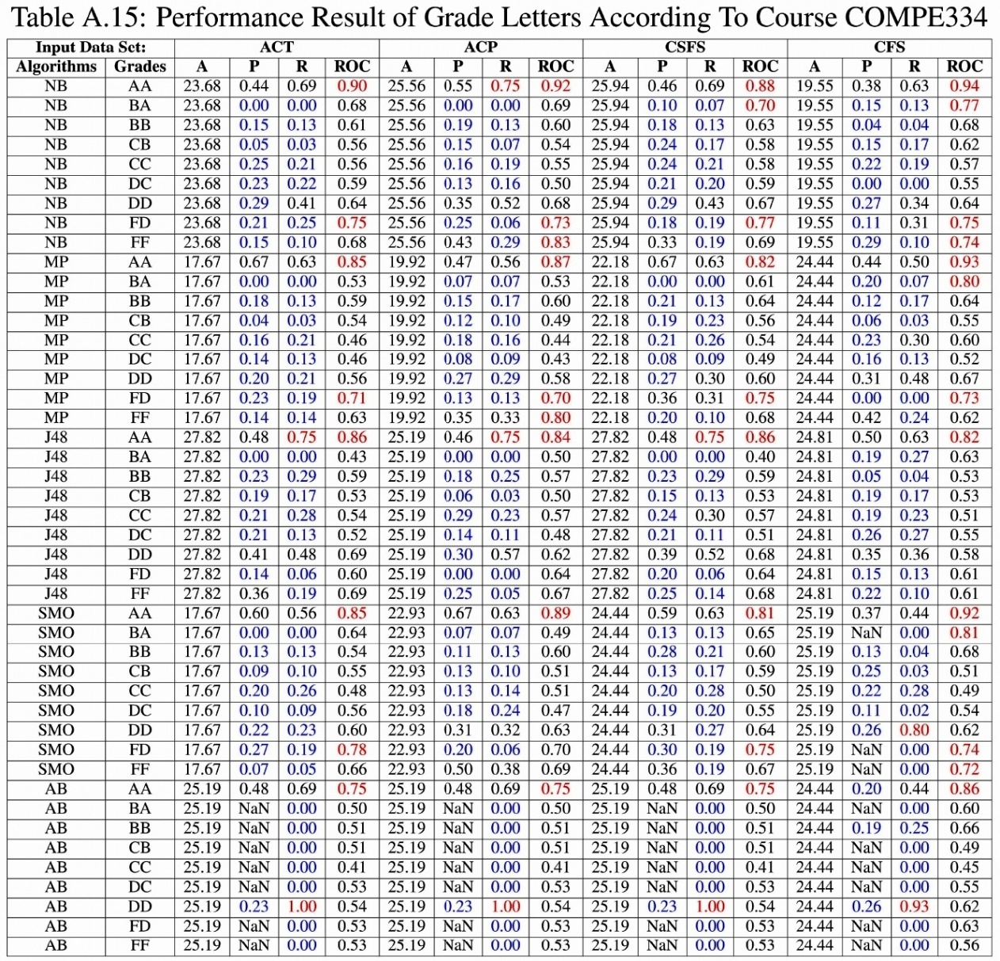 Table A.15: Performance Result of Grade Letters According To Course COMPE334
Input Data Set: ACT ACP CSFS CFS
Algorithms Grades A P R ROC A P R ROC A P R ROC A P R ROC
NB AA 23.68 0.44 0.69 0.90 25.56 0.55 0.75 0.92 25.94 0.46 0.69 0.88 19.55 0.38 0.63 0.94
NB BA 23.68 0.00 0.00 0.68 25.56 0.00 0.00 0.69 25.94 0.10 0.07 0.70 19.55 0.15 0.13 0.77
NB BB 23.68 0.15 0.13 0.61 25.56 0.19 0.13 0.60 25.94 0.18 0.13 0.63 19.55 0.04 0.04 0.68
NB CB 23.68 0.05 0.03 0.56 25.56 0.15 0.07 0.54 25.94 0.24 0.17 0.58 19.55 0.15 0.17 0.62
NB CC 23.68 0.25 0.21 0.56 25.56 0.16 0.19 0.55 25.94 0.24 0.21 0.58 19.55 0.22 0.19 0.57
NB DC 23.68 0.23 0.22 0.59 25.56 0.13 0.16 0.50 25.94 0.21 0.20 0.59 19.55 0.00 0.00 0.55
NB DD 23.68 0.29 0.41 0.64 25.56 0.35 0.52 0.68 25.94 0.29 0.43 0.67 19.55 0.27 0.34 0.64
NB FD 23.68 0.21 0.25 0.75 25.56 0.25 0.06 0.73 25.94 0.18 0.19 0.77 19.55 0.11 0.31 0.75
NB FF 23.68 0.15 0.10 0.68 25.56 0.43 0.29 0.83 25.94 0.33 0.19 0.69 19.55 0.29 0.10 0.74
MP AA 17.67 0.67 0.63 0.85 19.92 0.47 0.56 0.87 22.18 0.67 0.63 0.82 24.44 0.44 0.50 0.93
MP BA 17.67 0.00 0.00 0.53 19.92 0.07 0.07 0.53 22.18 0.00 0.00 0.61 24.44 0.20 0.07 0.80
MP BB 17.67 0.18 0.13 0.59 19.92 0.15 0.17 0.60 22.18 0.21 0.13 0.64 24.44 0.12 0.17 0.64
MP CB 17.67 0.04 0.03 0.54 19.92 0.12 0.10 0.49 22.18 0.19 0.23 0.56 24.44 0.06 0.03 0.55
MP CC 17.67 0.16 0.21 0.46 19.92 0.18 0.16 0.44 22.18 0.21 0.26 0.54 24.44 0.23 0.30 0.60
MP DC 17.67 0.14 0.13 0.46 19.92 0.08 0.09 0.43 22.18 0.08 0.09 0.49 24.44 0.16 0.13 0.52
MP DD 17.67 0.20 0.21 0.56 19.92 0.27 0.29 0.58 22.18 0.27 0.30 0.60 24.44 0.31 0.48 0.67
MP FD 17.67 0.23 0.19 0.71 19.92 0.13 0.13 0.70 22.18 0.36 0.31 0.75 24.44 0.00 0.00 0.73
MP FF 17.67 0.14 0.14 0.63 19.92 0.35 0.33 0.80 22.18 0.20 0.10 0.68 24.44 0.42 0.24 0.62
J48 AA 27.82 0.48 0.75 0.86 25.19 0.46 0.75 0.84 27.82 0.48 0.75 0.86 24.81 0.50 0.63 0.82
J48 BA 27.82 0.00 0.00 0.43 25.19 0.00 0.00 0.50 27.82 0.00 0.00 0.40 24.81 0.19 0.27 0.63
J48 BB 27.82 0.23 0.29 0.59 25.19 0.18 0.25 0.57 27.82 0.23 0.29 0.59 24.81 0.05 0.04 0.53
J48 CB 27.82 0.19 0.17 0.53 25.19 0.06 0.03 0.50 27.82 0.15 0.13 0.53 24.81 0.19 0.17 0.53
J48 CC 27.82 0.21 0.28 0.54 25.19 0.29 0.23 0.57 27.82 0.24 0.30 0.57 24.81 0.19 0.23 0.51
J48 DC 27.82 0.21 0.13 0.52 25.19 0.14 0.11 0.48 27.82 0.21 0.11 0.51 24.81 0.26 0.27 0.55
J48 DD 27.82 0.41 0.48 0.69 25.19 0.30 0.57 0.62 27.82 0.39 0.52 0.68 24.81 0.35 0.36 0.58
J48 FD 27.82 0.14 0.06 0.60 25.19 0.00 0.00 0.64 27.82 0.20 0.06 0.64 24.81 0.15 0.13 0.61
J48 FF 27.82 0.36 0.19 0.69 25.19 0.25 0.05 0.67 27.82 0.25 0.14 0.68 24.81 0.22 0.10 0.61
SMO AA 17.67 0.60 0.56 0.85 22.93 0.67 0.63 0.89 24.44 0.59 0.63 0.81 25.19 0.37 0.44 0.92
SMO BA 17.67 0.00 0.00 0.64 22.93 0.07 0.07 0.49 24.44 0.13 0.13 0.65 25.19 NaN 0.00 0.81
SMO BB 17.67 0.13 0.13 0.54 22.93 0.11 0.13 0.60 24.44 0.28 0.21 0.60 25.19 0.13 0.04 0.68
SMO CB 17.67 0.09 0.10 0.55 22.93 0.13 0.10 0.51 24.44 0.13 0.17 0.59 25.19 0.25 0.03 0.51
SMO CC 17.67 0.20 0.26 0.48 22.93 0.13 0.14 0.51 24.44 0.20 0.28 0.50 25.19 0.22 0.28 0.49
SMO DC 17.67 0.10 0.09 0.56 22.93 0.18 0.24 0.47 24.44 0.19 0.20 0.55 25.19 0.11 0.02 0.54
SMO DD 17.67 0.22 0.23 0.60 22.93 0.31 0.32 0.63 24.44 0.31 0.27 0.64 25.19 0.26 0.80 0.62
SMO FD 17.67 0.27 0.19 0.78 22.93 0.20 0.06 0.70 24.44 0.30 0.19 0.75 25.19 NaN 0.00 0.74
SMO FF 17.67 0.07 0.05 0.66 22.93 0.50 0.38 0.69 24.44 0.36 0.19 0.67 25.19 NaN 0.00 0.72
AB AA 25.19 0.48 0.69 0.75 25.19 0.48 0.69 0.75 25.19 0.48 0.69 0.75 24.44 0.20 0.44 0.86
AB BA 25.19 NaN 0.00 0.50 25.19 NaN 0.00 0.50 25.19 NaN 0.00 0.50 24.44 NaN 0.00 0.60
AB BB 25.19 NaN 0.00 0.51 25.19 NaN 0.00 0.51 25.19 NaN 0.00 0.51 24.44 0.19 0.25 0.66
AB CB 25.19 NaN 0.00 0.51 25.19 NaN 0.00 0.51 25.19 NaN 0.00 0.51 24.44 NaN 0.00 0.49
AB CC 25.19 NaN 0.00 0.41 25.19 NaN 0.00 0.41 25.19 NaN 0.00 0.41 24.44 NaN 0.00 0.45
AB DC 25.19 NaN 0.00 0.53 25.19 NaN 0.00 0.53 25.19 NaN 0.00 0.53 24.44 NaN 0.00 0.55
AB DD 25.19 0.23 1.00 0.54 25.19 0.23 1.00 0.54 25.19 0.23 1.00 0.54 24.44 0.26 0.93 0.62
AB FD 25.19 NaN 0.00 0.53 25.19 NaN 0.00 0.53 25.19 NaN 0.00 0.53 24.44 NaN 0.00 0.63
AB FF 25.19 NaN 0.00 0.53 25.19 NaN 0.00 0.53 25.19 NaN 0.00 0.53 24.44 NaN 0.00 0.56